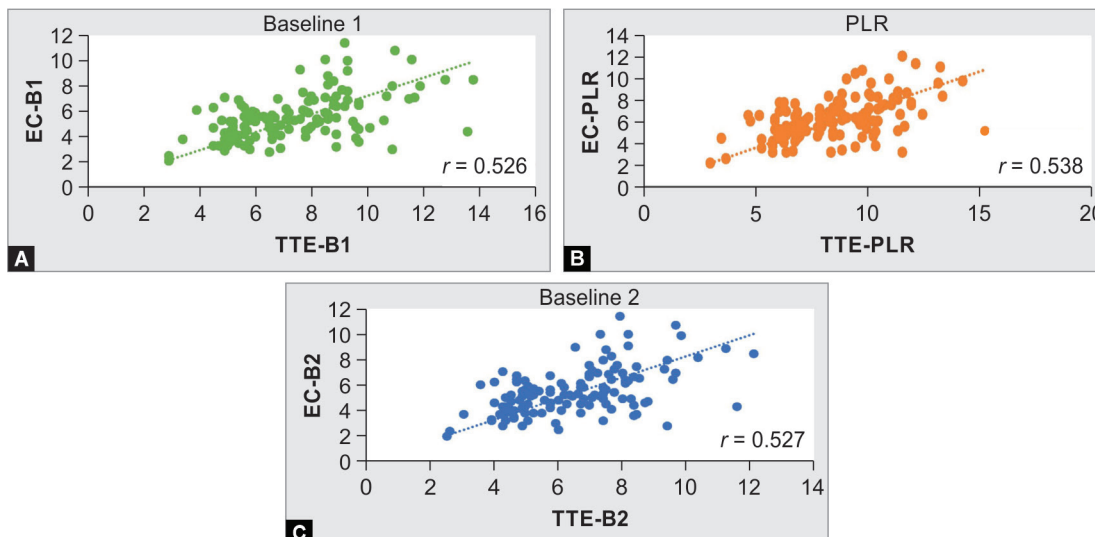 Baseline 1
EC-B1
12
10
8
6
4
2
0
r = 0.526
0 2 4 6 8 10 12 14 16
TTE-B1
A
PLR
EC-PLR
14
12
10
8
6
4
2
0
r = 0.538
0 5 10 15 20
TTE-PLR
B
Baseline 2
EC-B2
12
10
8
6
4
2
0
r = 0.527
0 2 4 6 8 10 12 14
TTE-B2
C